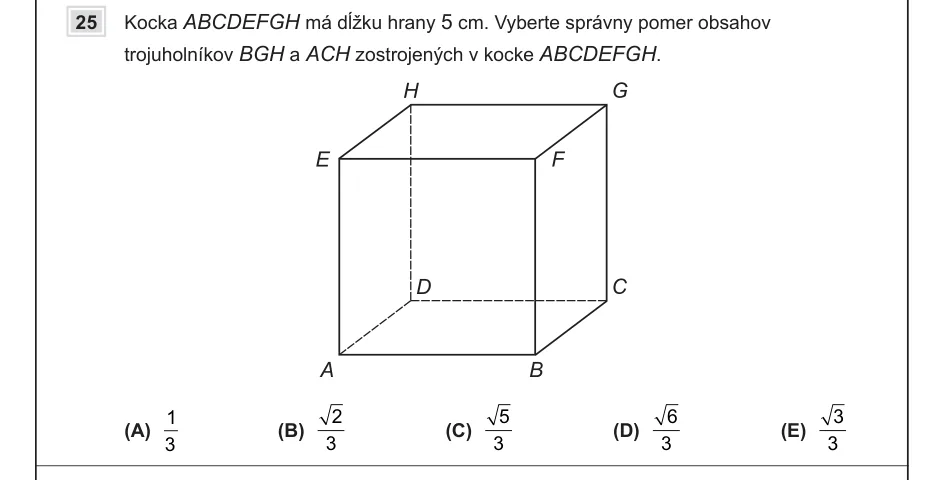 25 Kocka ABCDEFGH má dĺžku hrany 5 cm. Vyberte správny pomer obsahov
trojuholníkov BGH a ACH zostrojených v kocke ABCDEFGH.
H G
E F
D C
A B
(A) 1/3 (B) √2/3 (C) √5/3 (D) √6/3 (E) √3/3